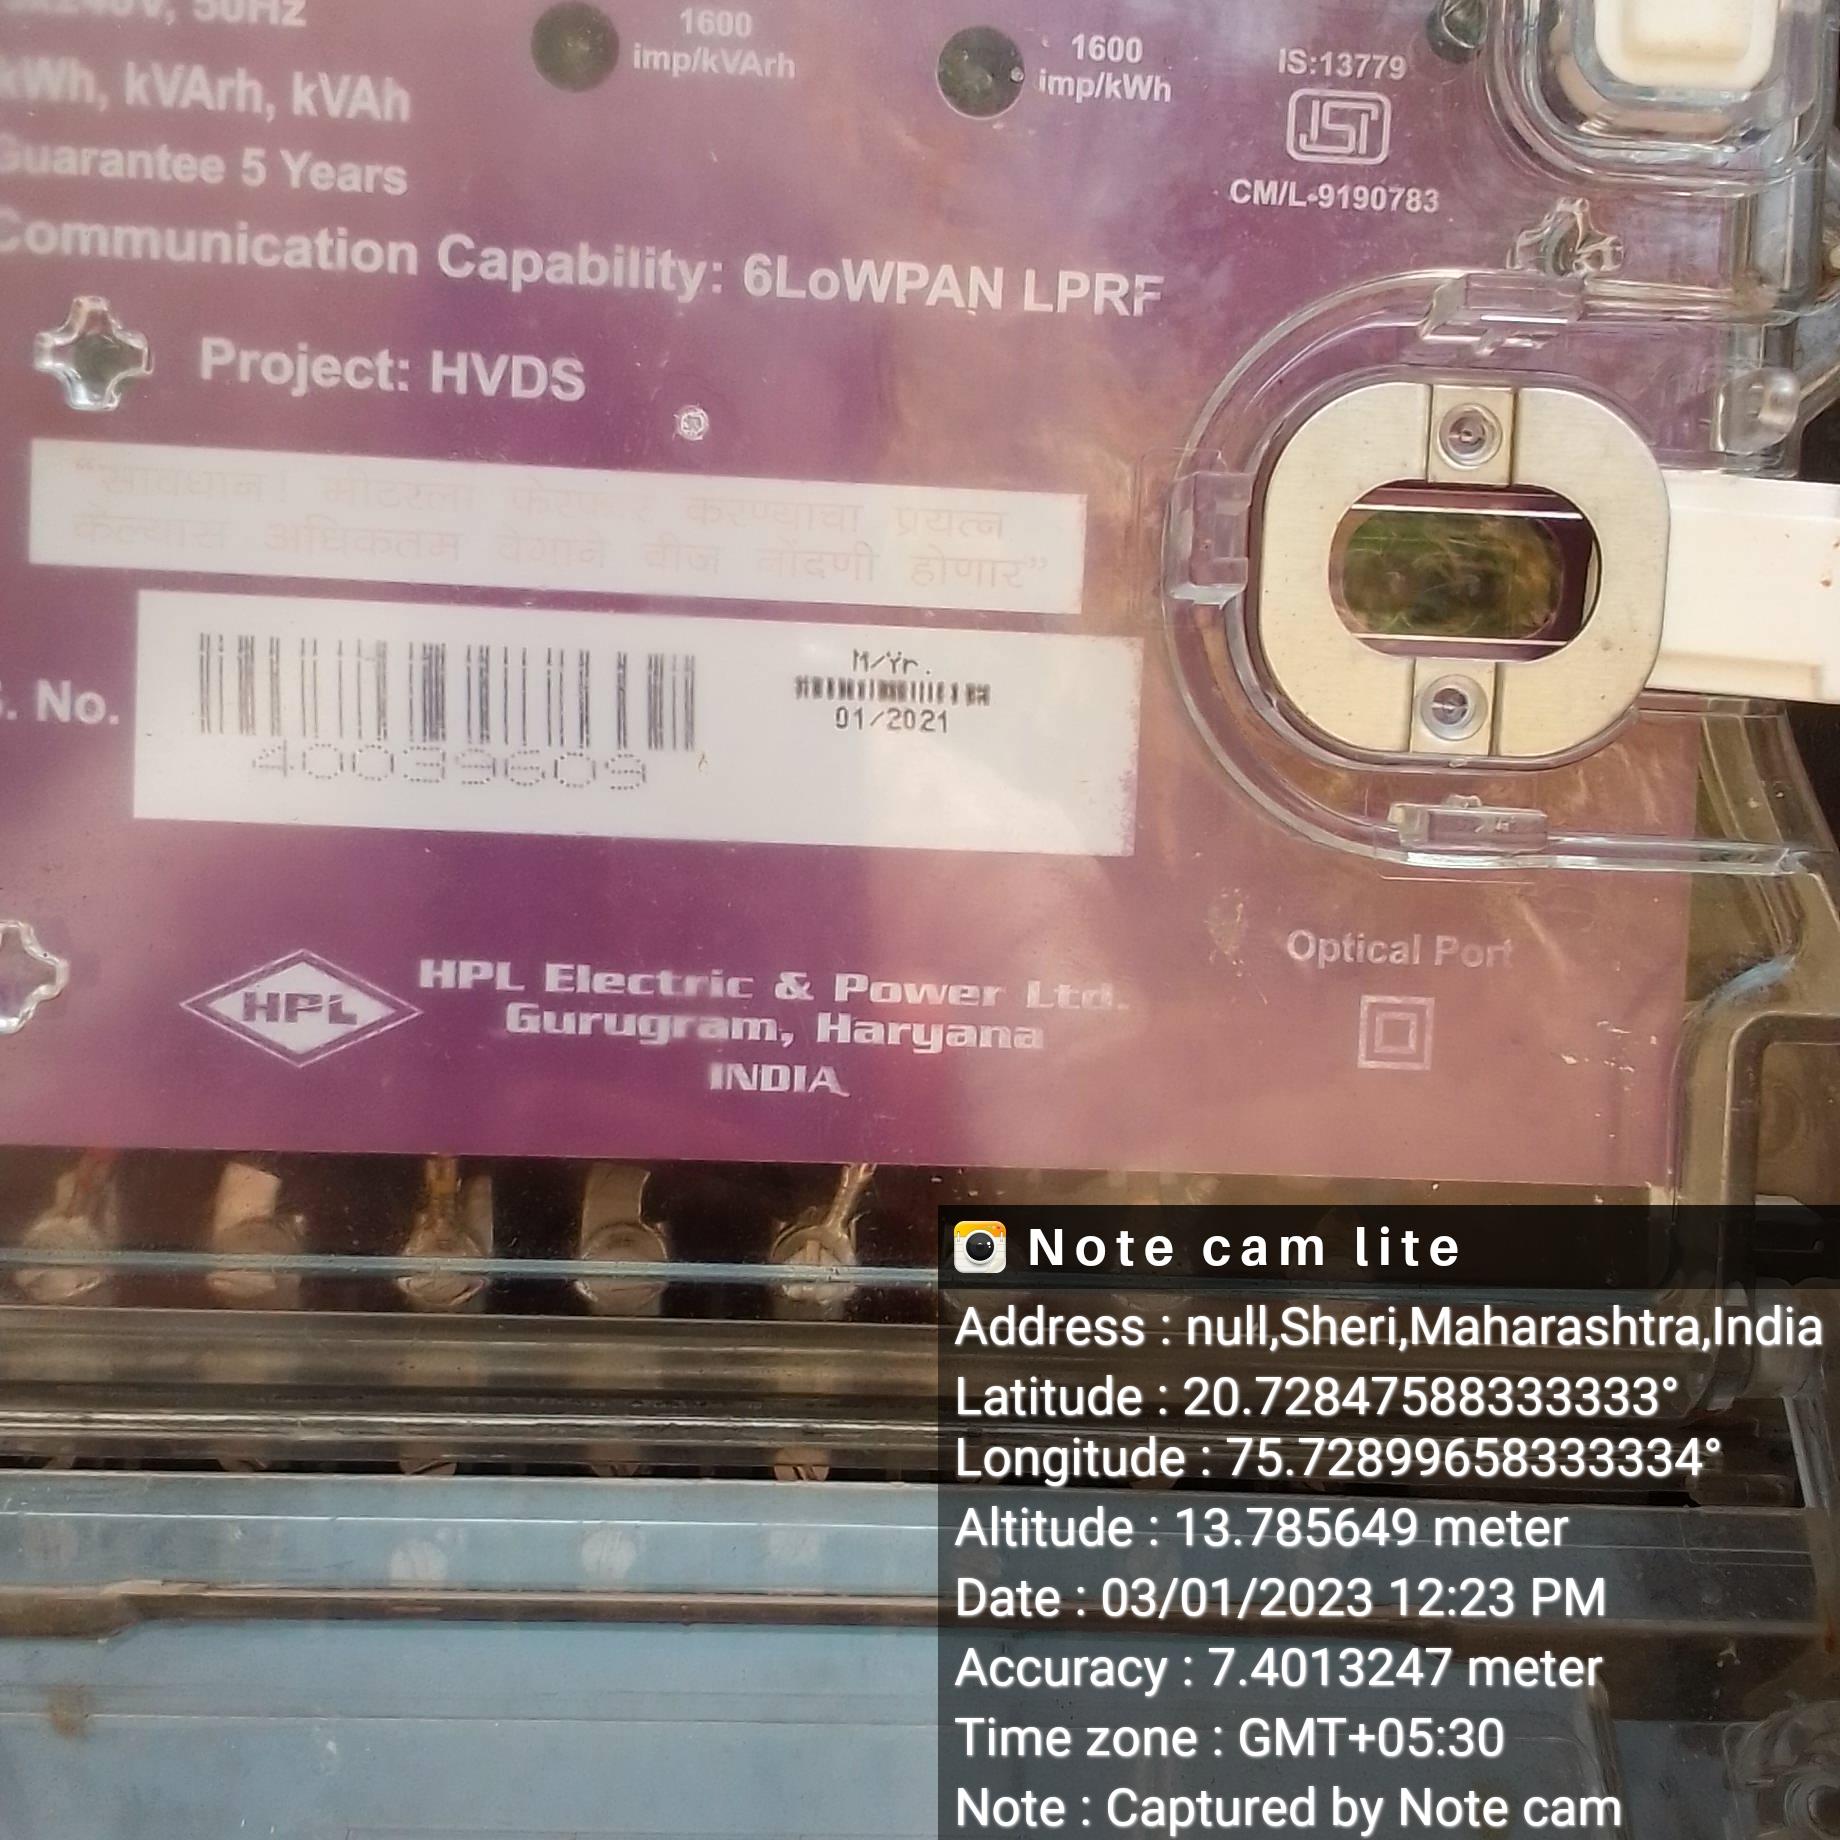 240V, 50Hz
kWh, kVArh, kVAh
Guarantee 5 Years
Communication Capability: 6LoWPAN LPRF
Project: HVDS
1600
imp/kVArh
1600
imp/kWh
IS:13779
ISI
CM/L-9190783
“सावधान! मीटरला फेरफार करण्याचा प्रयत्न
केल्यास अधिकतम वेगाने वीज नोंदणी होणार”
S. No.
40039609
M/Yr.
01/2021
HPL
HPL Electric & Power Ltd.
Gurugram, Haryana
INDIA
Optical Port
Note cam lite
Address : null,Sheri,Maharashtra,India
Latitude : 20.728475883333333°
Longitude : 75.72899658333334°
Altitude : 13.785649 meter
Date : 03/01/2023 12:23 PM
Accuracy : 7.4013247 meter
Time zone : GMT+05:30
Note : Captured by Note cam